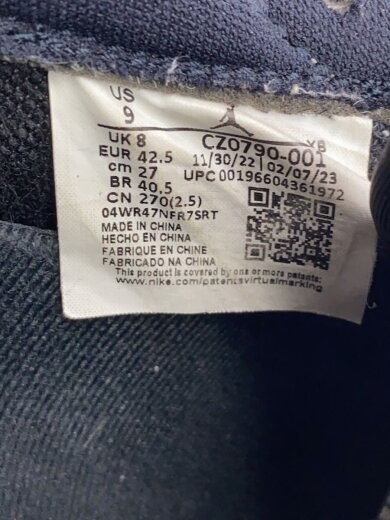 US
9
XB
UK 8
CZ0790-001
EUR 42.5
11/30/22 | 02/07/23
cm 27
UPC 00196604361972
BR 40.5
CN 270(2.5)
04WR47NFR7SRT
MADE IN CHINA
HECHO EN CHINA
FABRIQUE EN CHINE
FABRICADO NA CHINA
This product is covered by one or more patents:
www.nike.com/patentsvirtualmarking